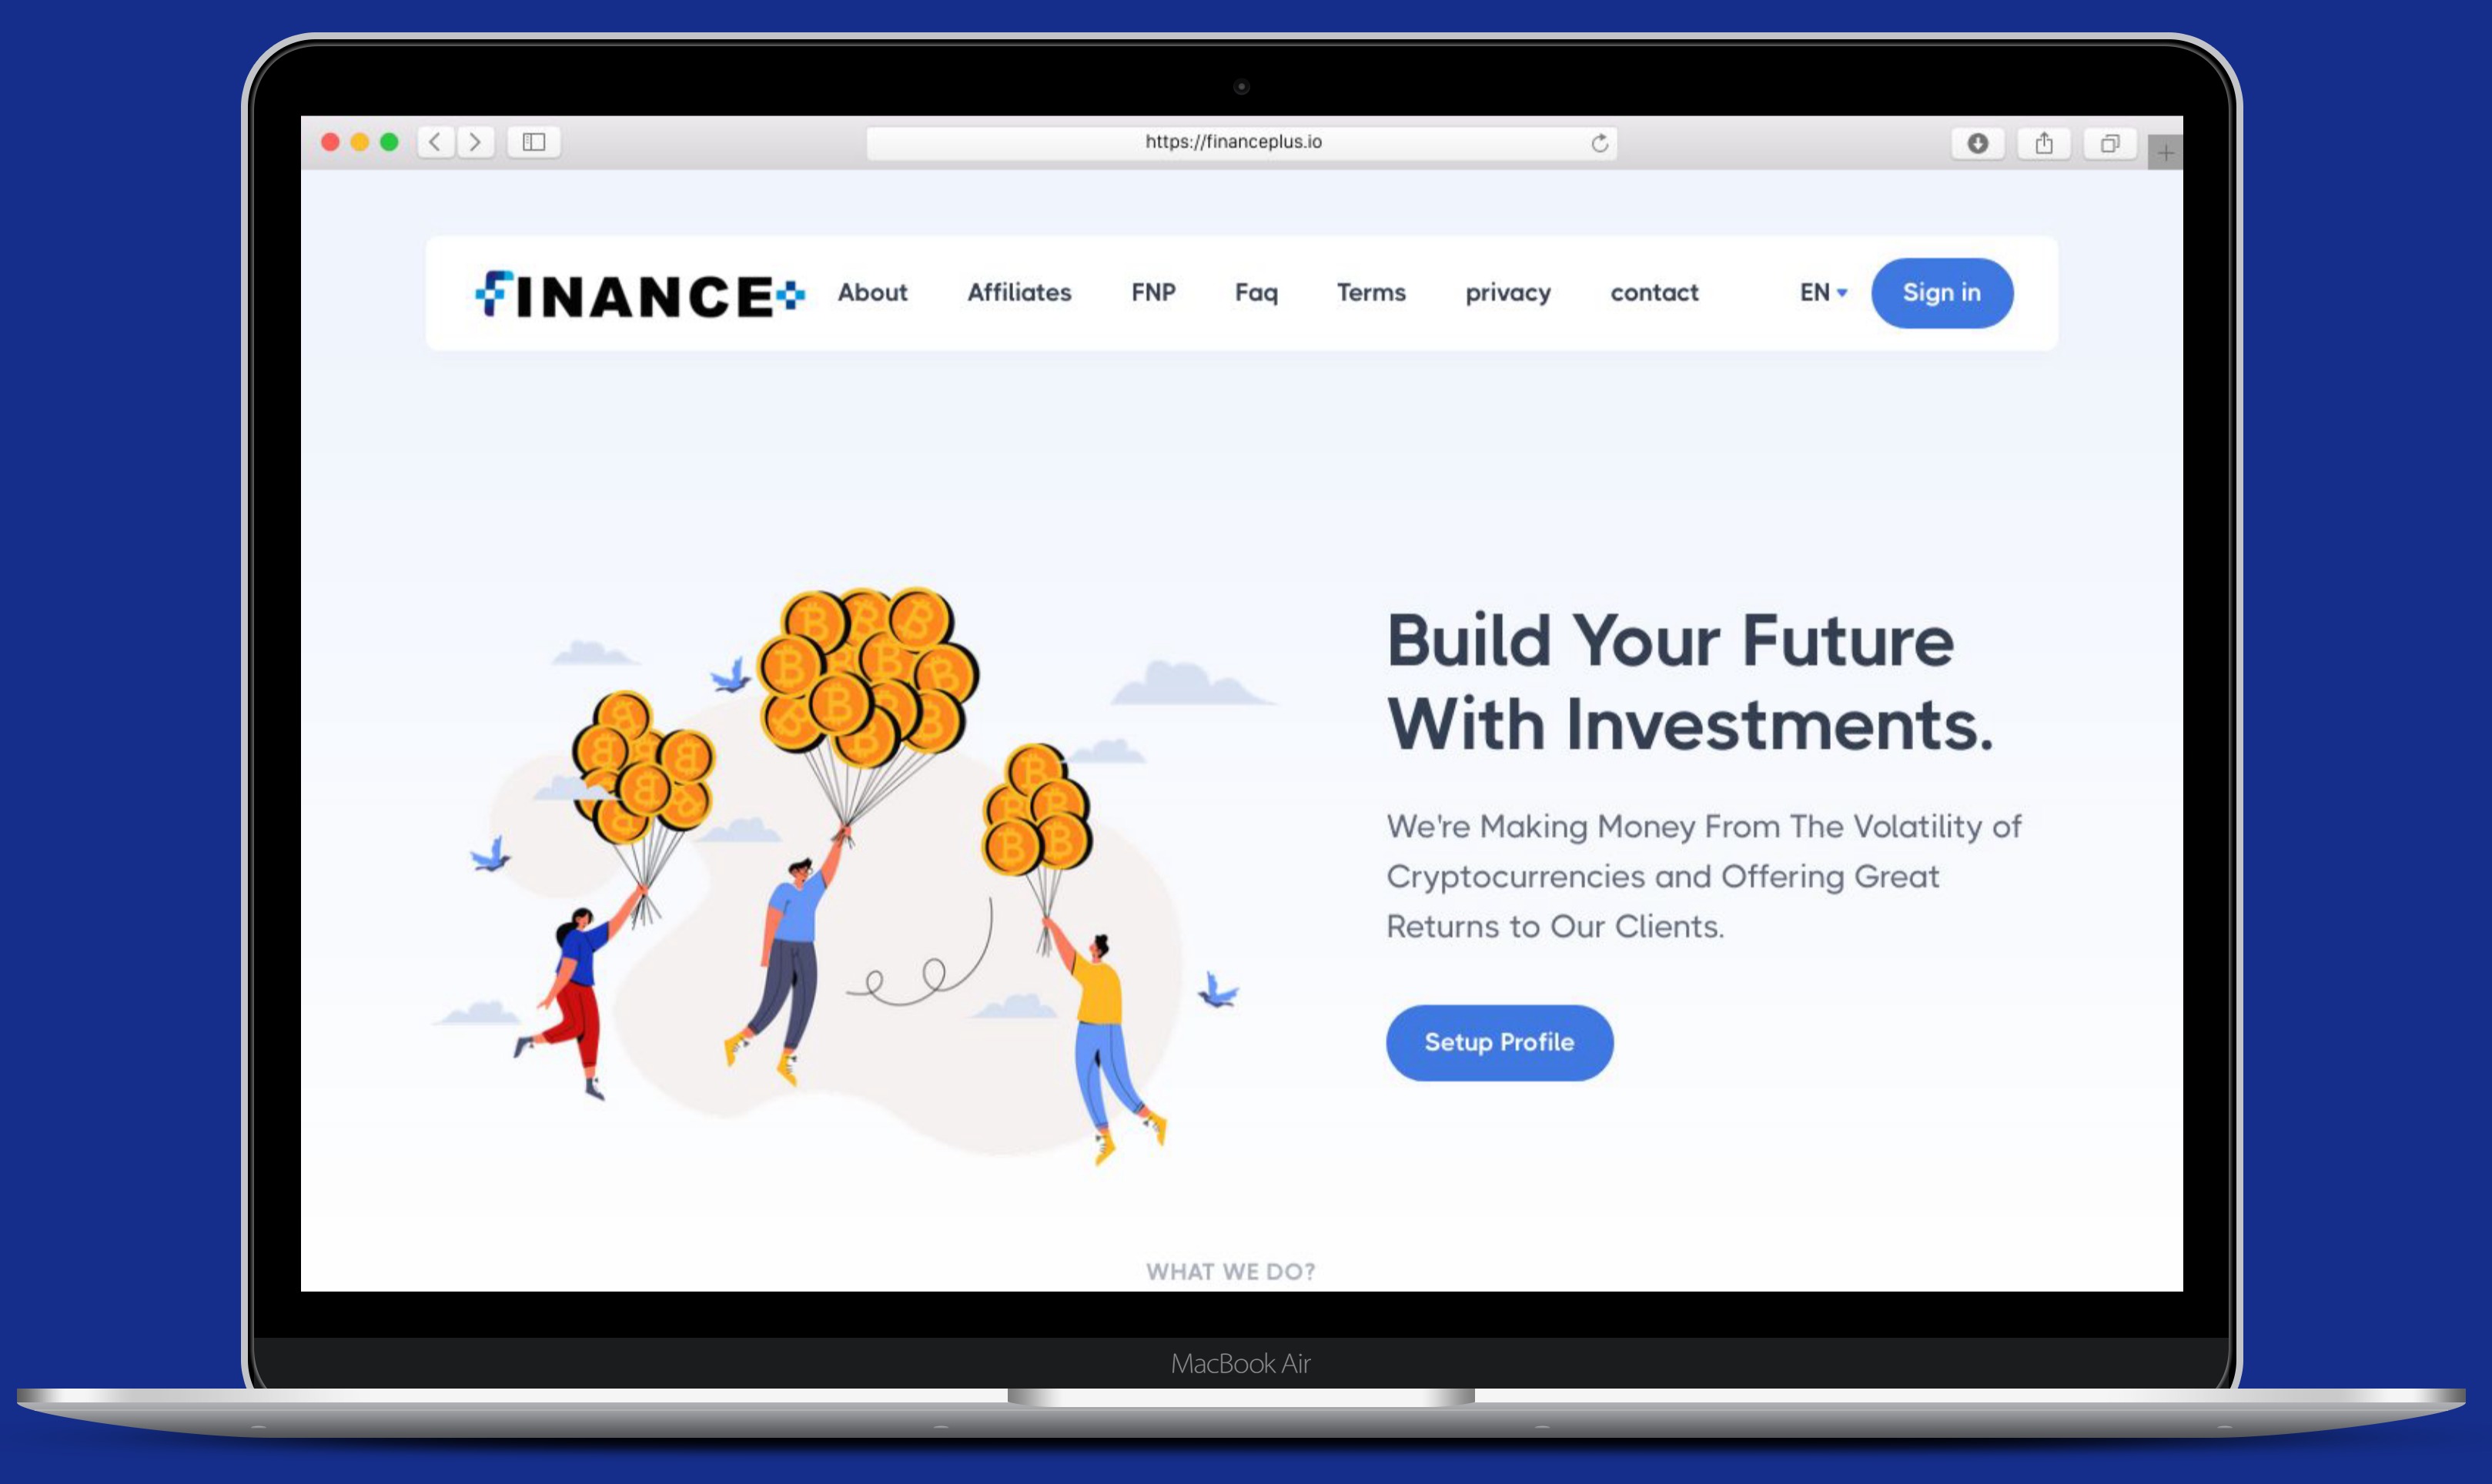 https://financeplus.io
FINANCE+ About Affiliates FNP Faq Terms privacy contact EN Sign in
Build Your Future
With Investments.
We're Making Money From The Volatility of
Cryptocurrencies and Offering Great
Returns to Our Clients.
Setup Profile
WHAT WE DO?
MacBook Air